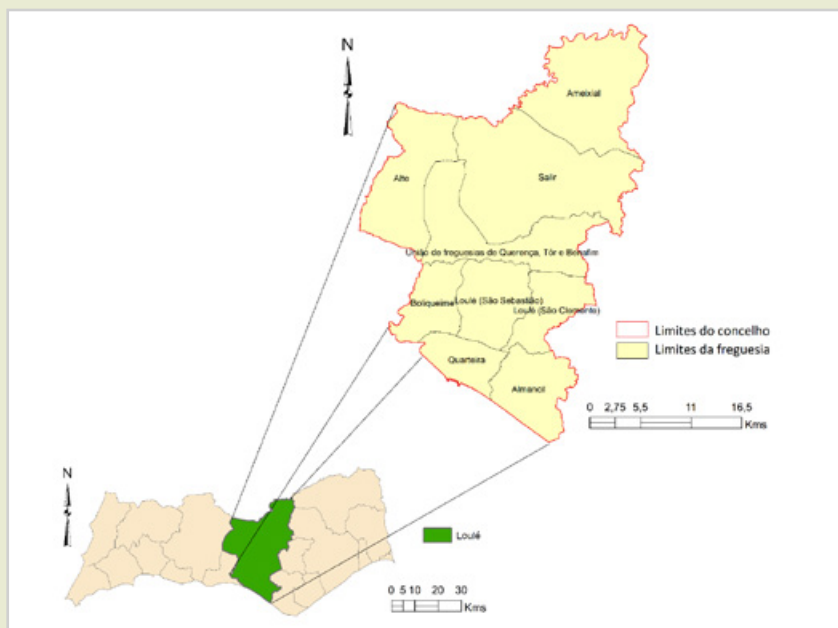 N
Ameixial
Alte
Salir
União de freguesias de Querença, Tôr e Benafim
Boliqueime
Loulé (São Sebastião)
Loulé (São Clemente)
Quarteira
Almancil
Limites do concelho
Limites da freguesia
0 2,75 5,5 11 16,5
Kms
N
Loulé
0 5 10 20 30
Kms